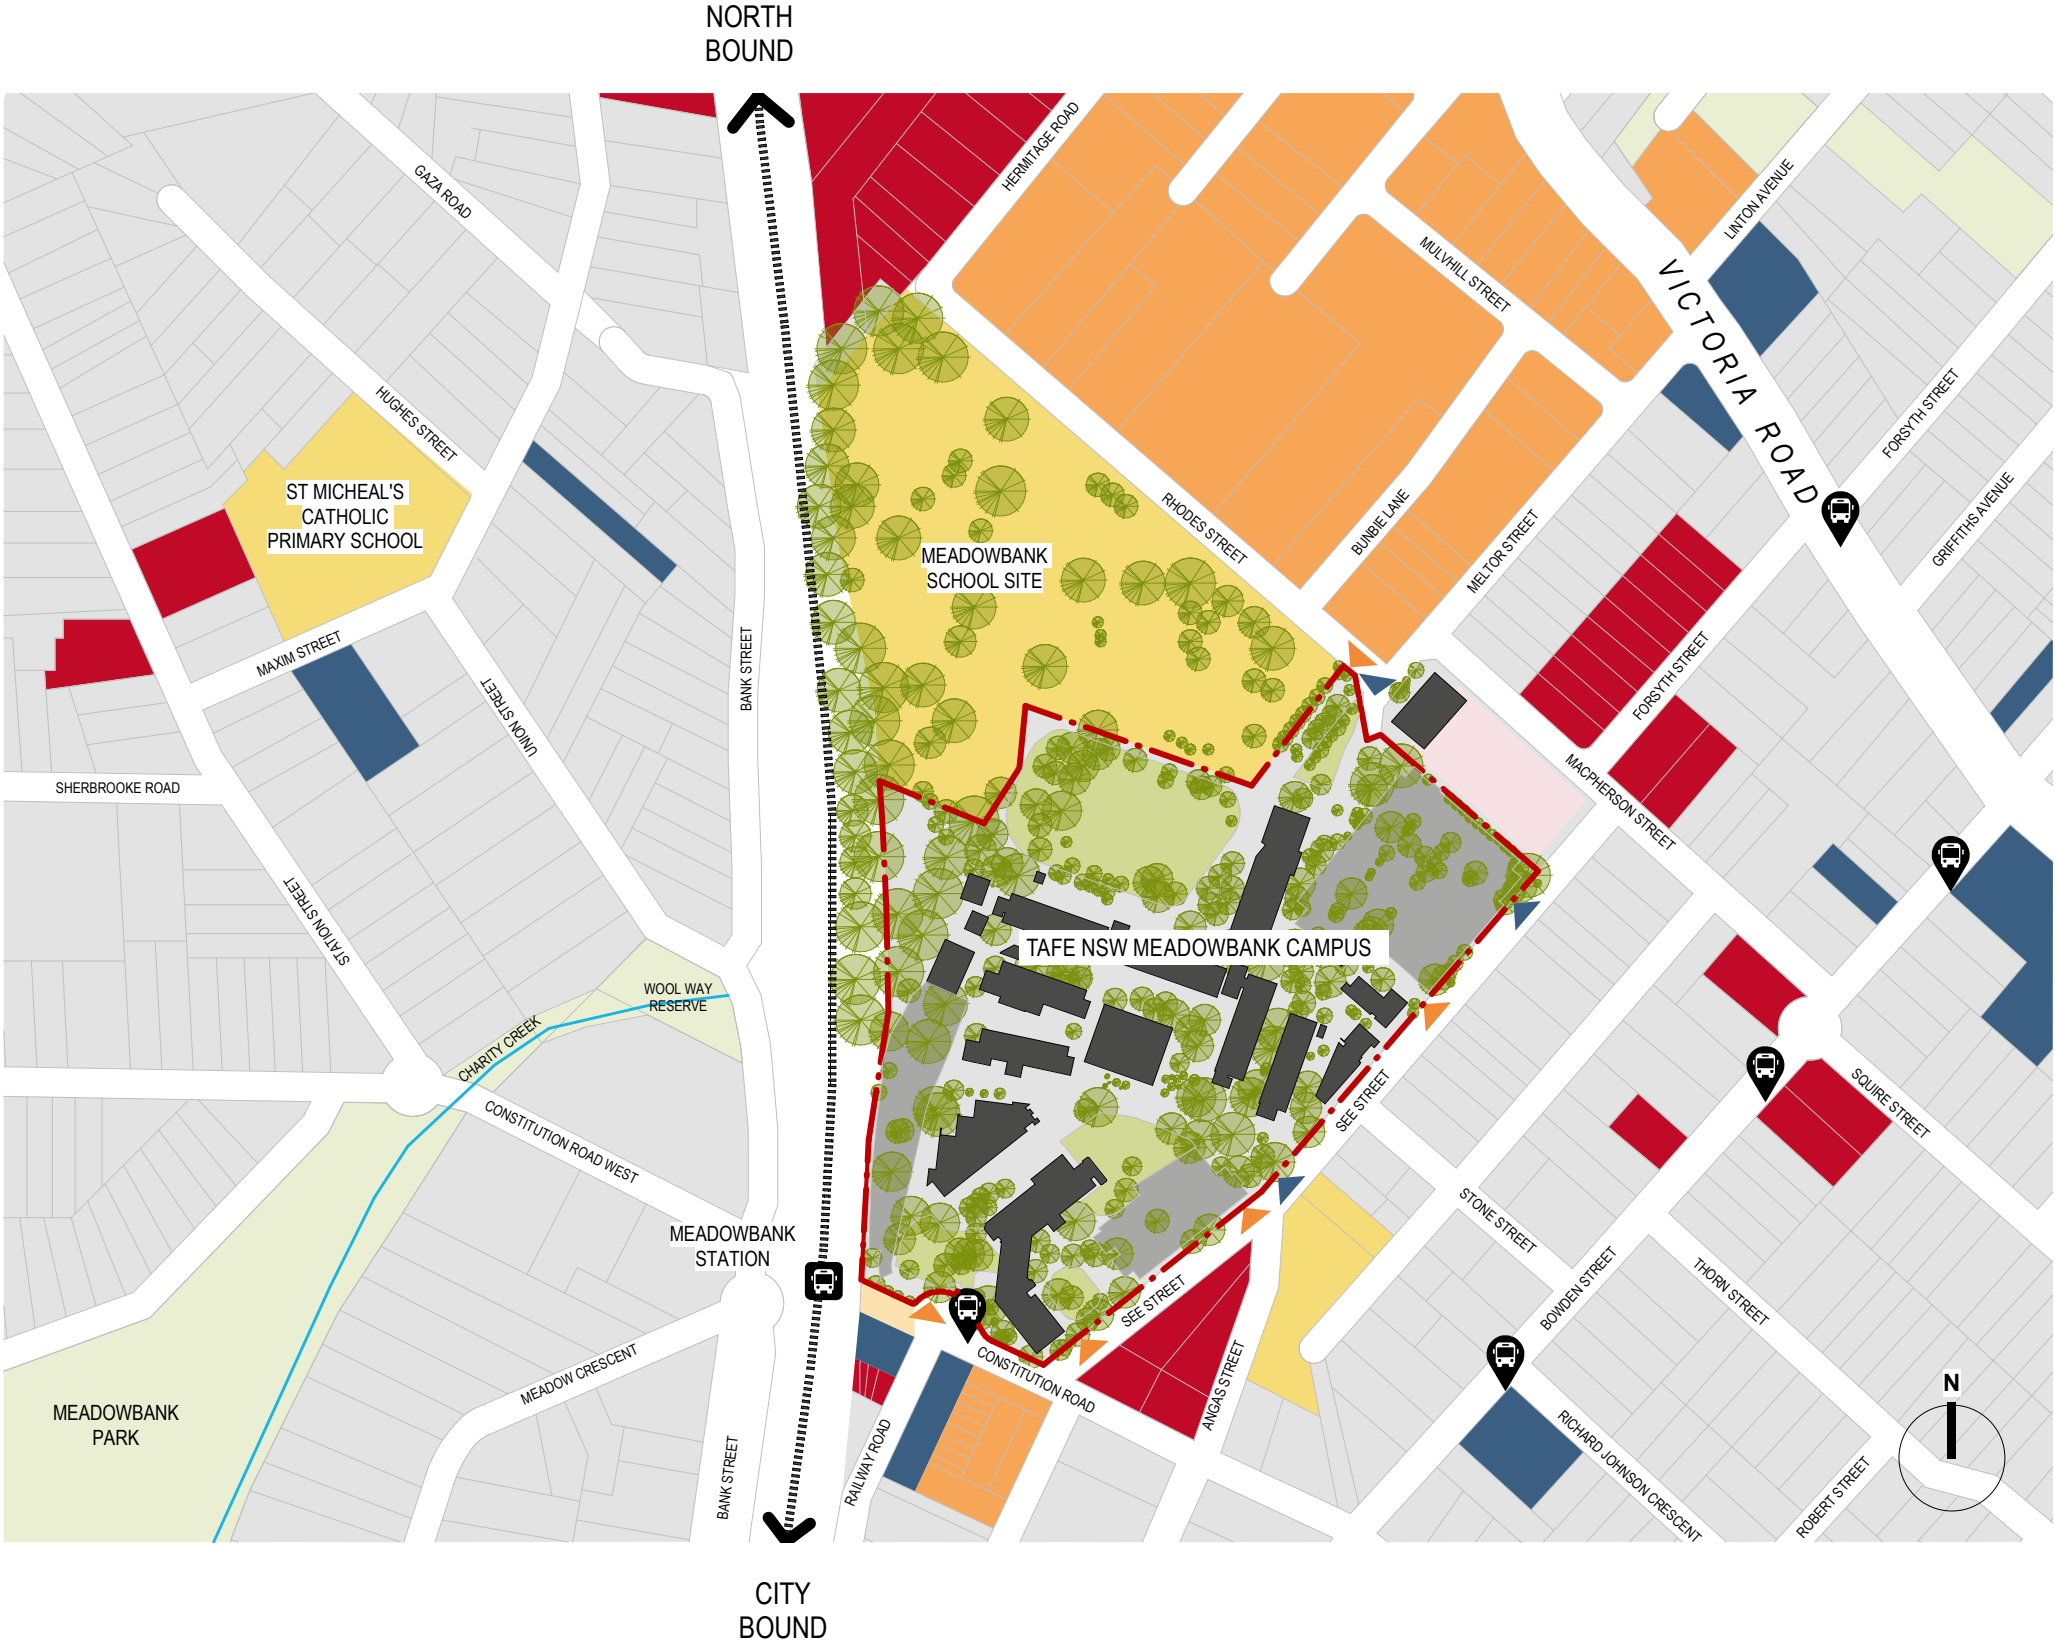 NORTH
BOUND
HERMITAGE ROAD
GAZA ROAD
LINTON AVENUE
MULVHILL STREET
VICTORIA ROAD
HUGHES STREET
FORSYTH STREET
ST MICHEAL'S
CATHOLIC
PRIMARY SCHOOL
RHODES STREET
BUNBIE LANE
MELTOR STREET
GRIFFITHS AVENUE
MEADOWBANK
SCHOOL SITE
MAXIM STREET
BANK STREET
UNION STREET
FORSYTH STREET
SHERBROOKE ROAD
MACPHERSON STREET
STATION STREET
TAFE NSW MEADOWBANK CAMPUS
WOOL WAY
RESERVE
CHARITY CREEK
CONSTITUTION ROAD WEST
SEE STREET
SQUIRE STREET
MEADOWBANK
STATION
STONE STREET
BOWDEN STREET
THORN STREET
SEE STREET
MEADOW CRESCENT
CONSTITUTION ROAD
ANGAS STREET
N
MEADOWBANK
PARK
BANK STREET
RAILWAY ROAD
RICHARD JOHNSON CRESCENT
ROBERT STREET
CITY
BOUND